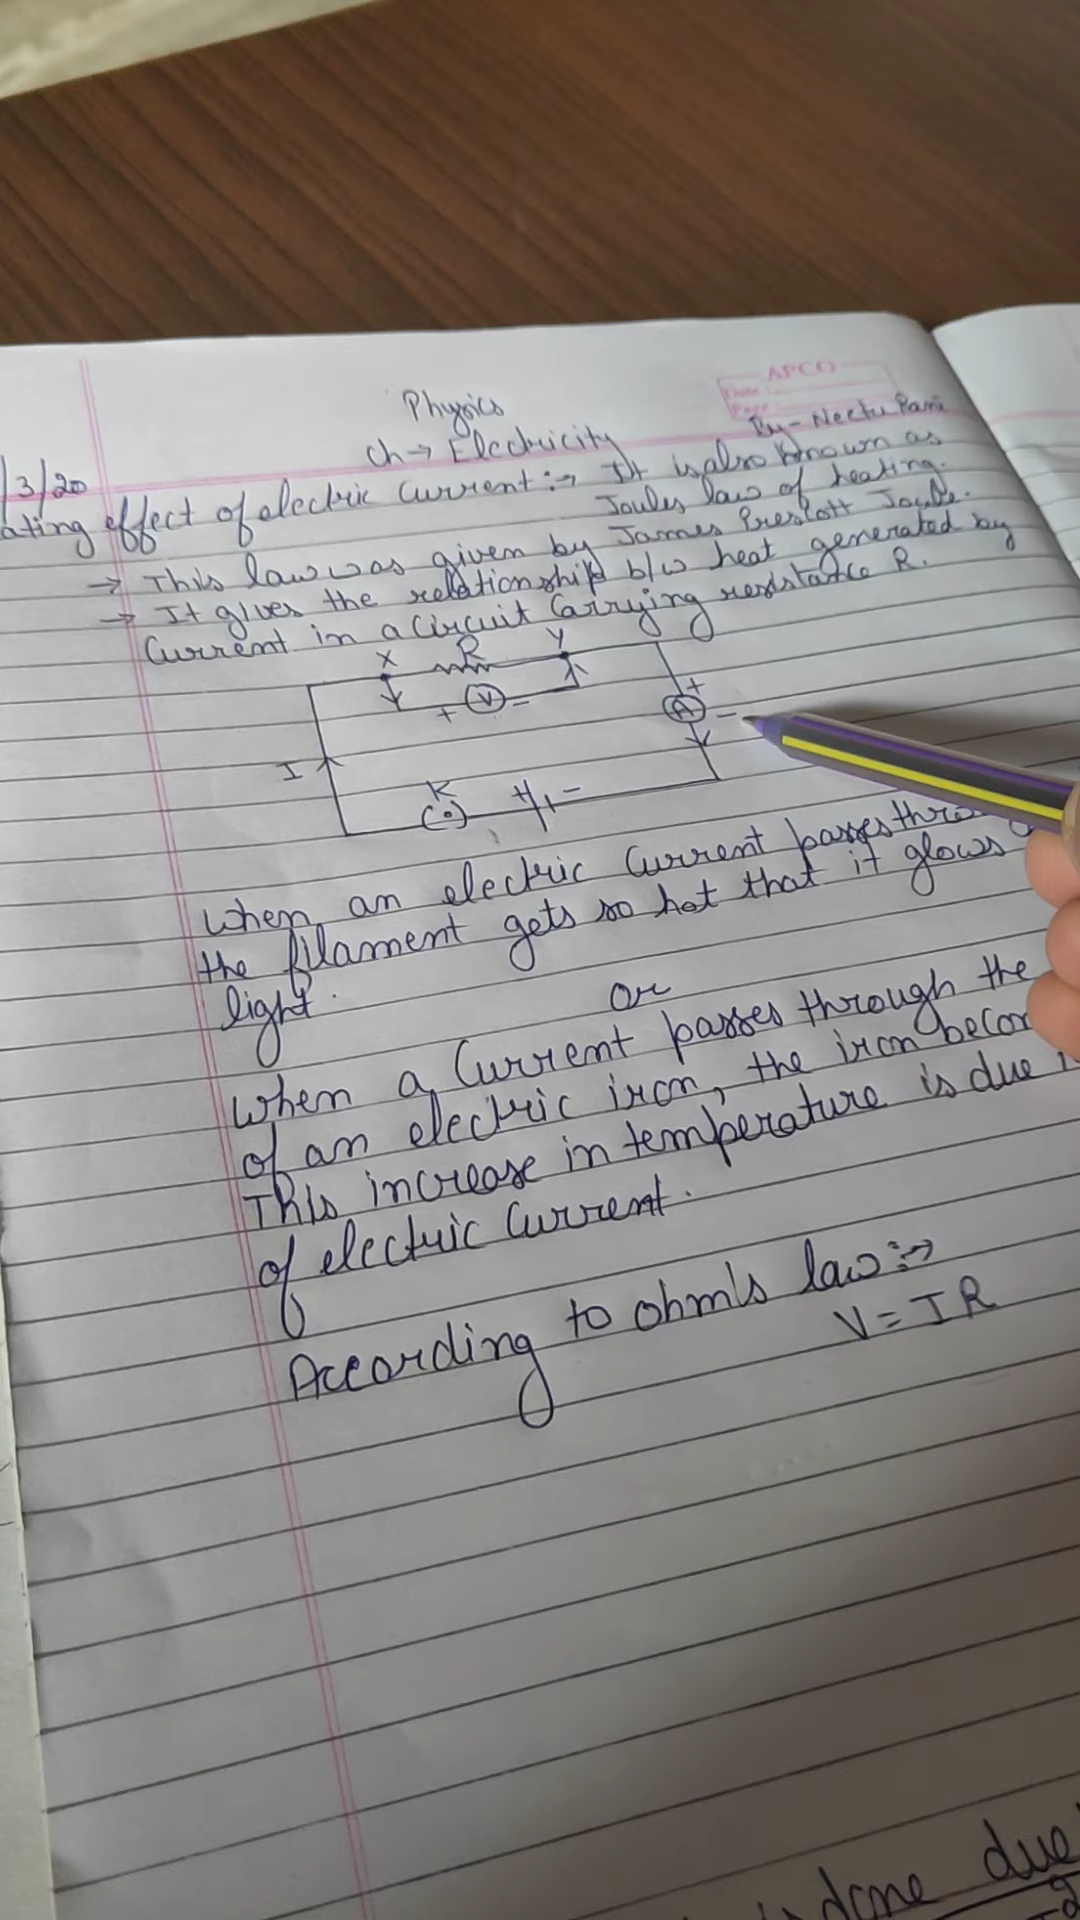 APCO
Date
Page
Physics
By- Neetu Rani
Ch → Electricity
/3/20
ating effect of electric Current :→ It is also known as
Joules law of heating.
→ This law was given by James Prescott Joule.
→ It gives the relationship b/w heat generated by
Current in a Circuit Carrying resistance R.
X R Y
+ V -
+
A -
I
K
(•) + -
When an electric Current passes thro
the filament gets so hot that it glows
light.
Or
When a Current passes through the
of an electric iron, the iron becom
This increase in temperature is due
of electric Current.
According to ohm's law :→
V = IR
done due
2